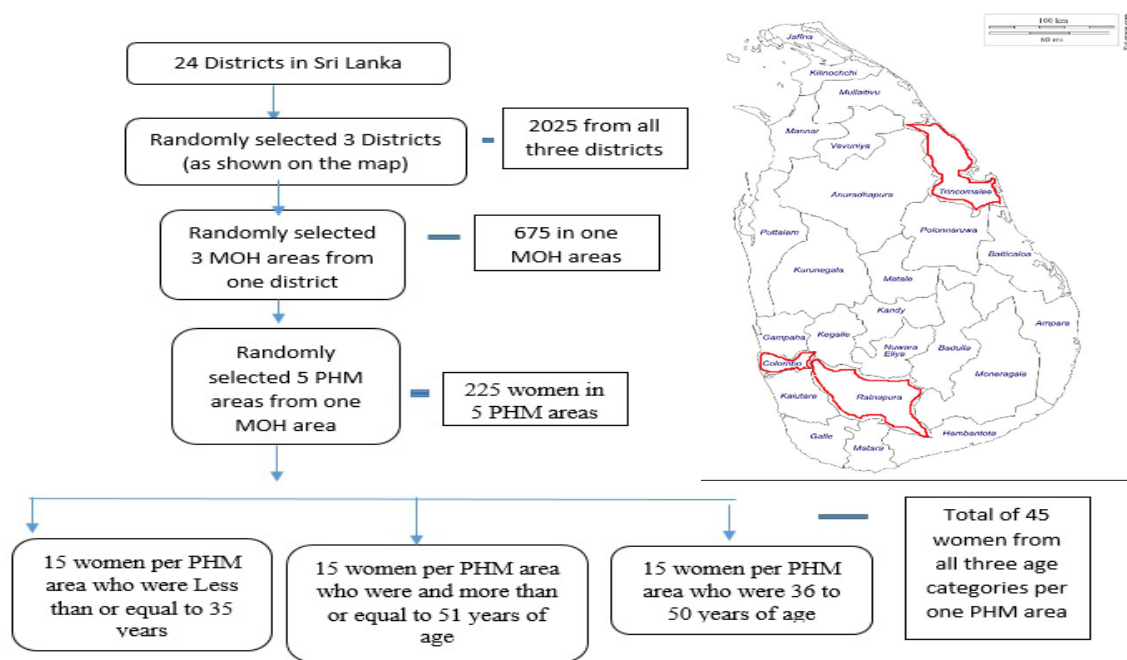 24 Districts in Sri Lanka
Randomly selected 3 Districts
(as shown on the map)
2025 from all
three districts
Randomly selected
3 MOH areas from
one district
675 in one
MOH areas
Randomly
selected 5 PHM
areas from one
MOH area
225 women in
5 PHM areas
15 women per PHM
area who were Less
than or equal to 35
years
15 women per PHM area
who were and more than
or equal to 51 years of
age
15 women per PHM
area who were 36 to
50 years of age
Total of 45
women from
all three age
categories per
one PHM area
100 km
60 mi
Jaffna
Kilinochchi
Mullaitivu
Mannar
Vavuniya
Trincomalee
Anuradhapura
Puttalam
Polonnaruwa
Batticaloa
Kurunegala
Matale
Kandy
Ampara
Gampaha
Kegalle
Nuwara
Eliya
Badulla
Colombo
Moneragala
Ratnapura
Kalutara
Galle
Matara
Hambantota